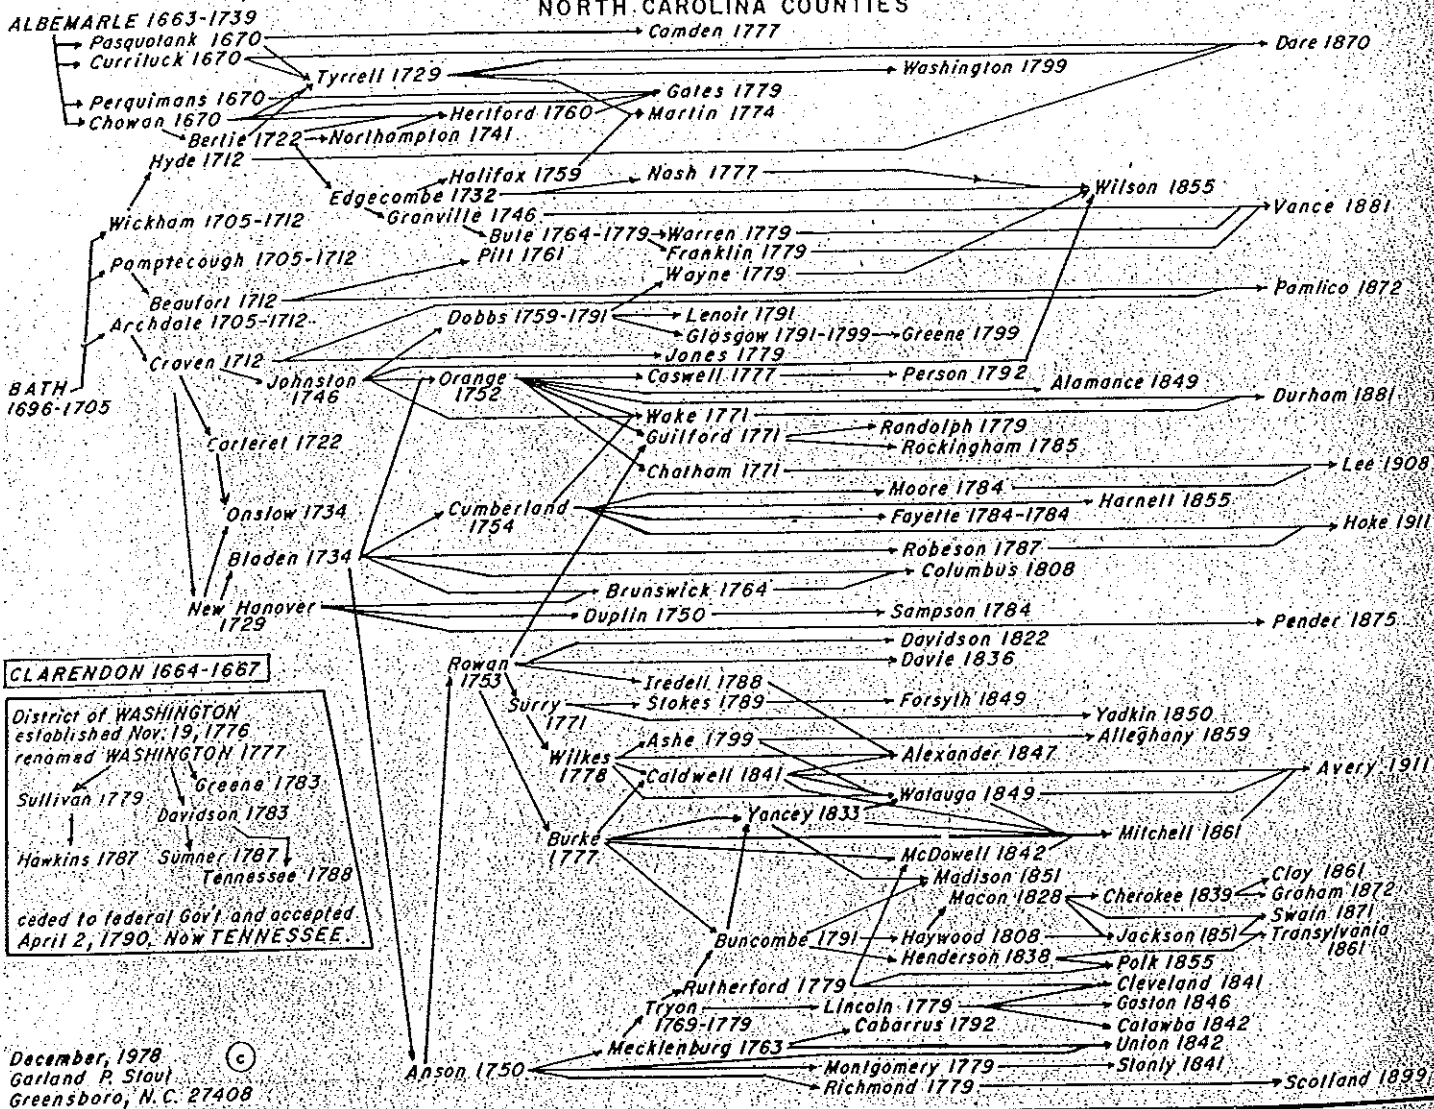 NORTH CAROLINA COUNTIES
ALBEMARLE 1663-1739
Pasquotank 1670
Camden 1777
Currituck 1670
Dare 1870
Tyrrell 1729
Washington 1799
Perquimans 1670
Gates 1779
Chowan 1670
Hertford 1760
Martin 1774
Bertie 1722
Northampton 1741
Hyde 1712
Halifax 1759
Nash 1777
Edgecombe 1732
Wilson 1855
Granville 1746
Vance 1881
Wickham 1705-1712
Bute 1764-1779
Warren 1779
Franklin 1779
Pitt 1761
Pamptecough 1705-1712
Wayne 1779
Beaufort 1712
Pamlico 1872
Archdale 1705-1712
Dobbs 1759-1791
Lenoir 1791
Glasgow 1791-1799
Greene 1799
Craven 1712
Jones 1779
BATH
1696-1705
Johnston
1746
Orange
1752
Caswell 1777
Person 1792
Alamance 1849
Durham 1881
Wake 1771
Randolph 1779
Carteret 1722
Guilford 1771
Rockingham 1785
Chatham 1771
Lee 1908
Moore 1784
Harnett 1855
Onslow 1734
Cumberland
1754
Fayette 1784-1784
Hoke 1911
Bladen 1734
Robeson 1787
Columbus 1808
Brunswick 1764
New Hanover
1729
Duplin 1750
Sampson 1784
Pender 1875
Davidson 1822
CLARENDON 1664-1667
Rowan
1753
Davie 1836
Iredell 1788
Surry
1771
Stokes 1789
Forsyth 1849
Yadkin 1850
Ashe 1799
Alleghany 1859
Wilkes
1778
Alexander 1847
Caldwell 1841
Avery 1911
Watauga 1849
Yancey 1833
Burke
1777
Mitchell 1861
McDowell 1842
Madison 1851
Macon 1828
Cherokee 1839
Clay 1861
Graham 1872
Swain 1871
Buncombe 1791
Haywood 1808
Jackson 1851
Transylvania
1861
Henderson 1838
Polk 1855
Rutherford 1779
Cleveland 1841
Tryon
1769-1779
Lincoln 1779
Gaston 1846
Cabarrus 1792
Catawba 1842
Mecklenburg 1763
Union 1842
Anson 1750
Montgomery 1779
Stanly 1841
Richmond 1779
Scotland 1899
District of WASHINGTON
established Nov. 19, 1776
renamed WASHINGTON 1777
Greene 1783
Sullivan 1779
Davidson 1783
Hawkins 1787
Sumner 1787
Tennessee 1788
ceded to federal Gov't and accepted
April 2, 1790. Now TENNESSEE.
December, 1978
Garland P. Stout
Greensboro, N.C. 27408
c